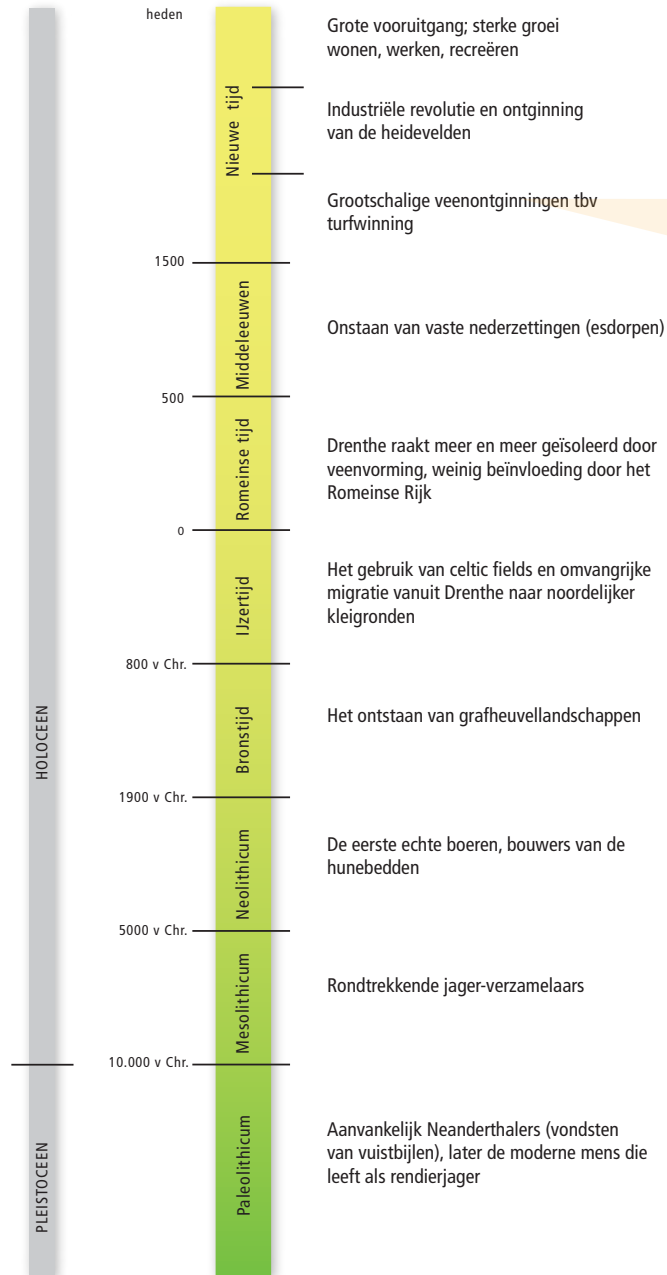 heden
Grote vooruitgang; sterke groei
wonen, werken, recreëren
Nieuwe tijd
Industriële revolutie en ontginning
van de heidevelden
Grootschalige veenontginningen tbv
turfwinning
1500
Middeleeuwen
Onstaan van vaste nederzettingen (esdorpen)
500
Romeinse tijd
Drenthe raakt meer en meer geïsoleerd door
veenvorming, weinig beïnvloeding door het
Romeinse Rijk
0
IJzertijd
Het gebruik van celtic fields en omvangrijke
migratie vanuit Drenthe naar noordelijker
kleigronden
800 v Chr.
HOLOCEEN
Bronstijd
Het ontstaan van grafheuvellandschappen
1900 v Chr.
Neolithicum
De eerste echte boeren, bouwers van de
hunebedden
5000 v Chr.
Mesolithicum
Rondtrekkende jager-verzamelaars
10.000 v Chr.
PLEISTOCEEN
Paleolithicum
Aanvankelijk Neanderthalers (vondsten
van vuistbijlen), later de moderne mens die
leeft als rendierjager